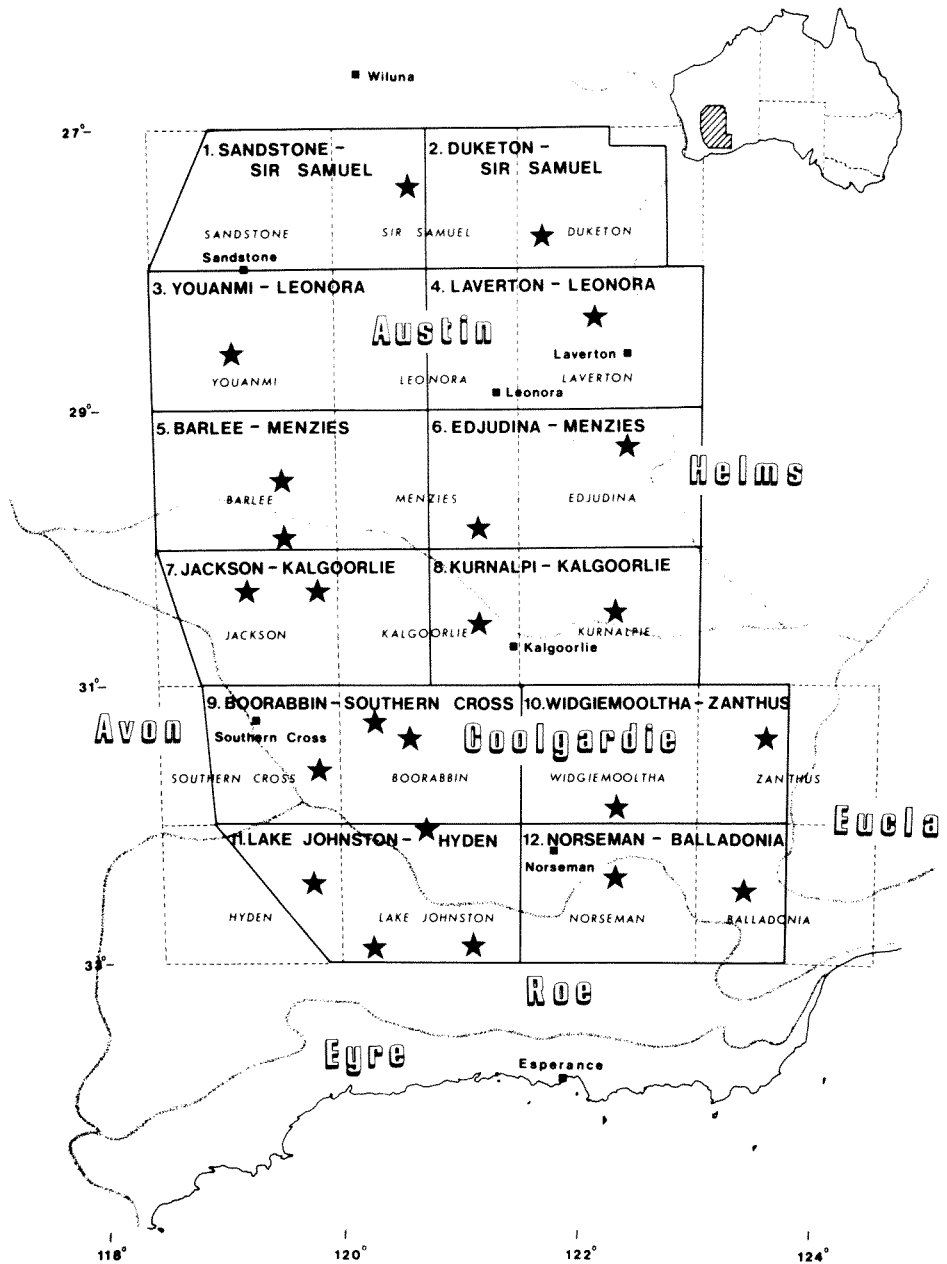 Wiluna
27°
1. SANDSTONE -
SIR SAMUEL
2. DUKETON -
SIR SAMUEL
SANDSTONE
SIR SAMUEL
DUKETON
Sandstone
3. YOUANMI - LEONORA
4. LAVERTON - LEONORA
Austin
Laverton
YOUANMI
LEONORA
LAVERTON
Leonora
29°
5. BARLEE - MENZIES
6. EDJUDINA - MENZIES
Helms
BARLEE
MENZIES
EDJUDINA
7. JACKSON - KALGOORLIE
8. KURNALPI - KALGOORLIE
JACKSON
KALGOORLIE
KURNALPIE
Kalgoorlie
31°
9. BOORABBIN - SOUTHERN CROSS
10. WIDGIEMOOLTHA - ZANTHUS
Avon
Southern Cross
Coolgardie
SOUTHERN CROSS
BOORABBIN
WIDGIEMOOLTHA
ZANTHUS
Eucla
11. LAKE JOHNSTON - HYDEN
12. NORSEMAN - BALLADONIA
Norseman
HYDEN
LAKE JOHNSTON
NORSEMAN
BALLADONIA
33°
Roe
Eyre
Esperance
118°
120°
122°
124°